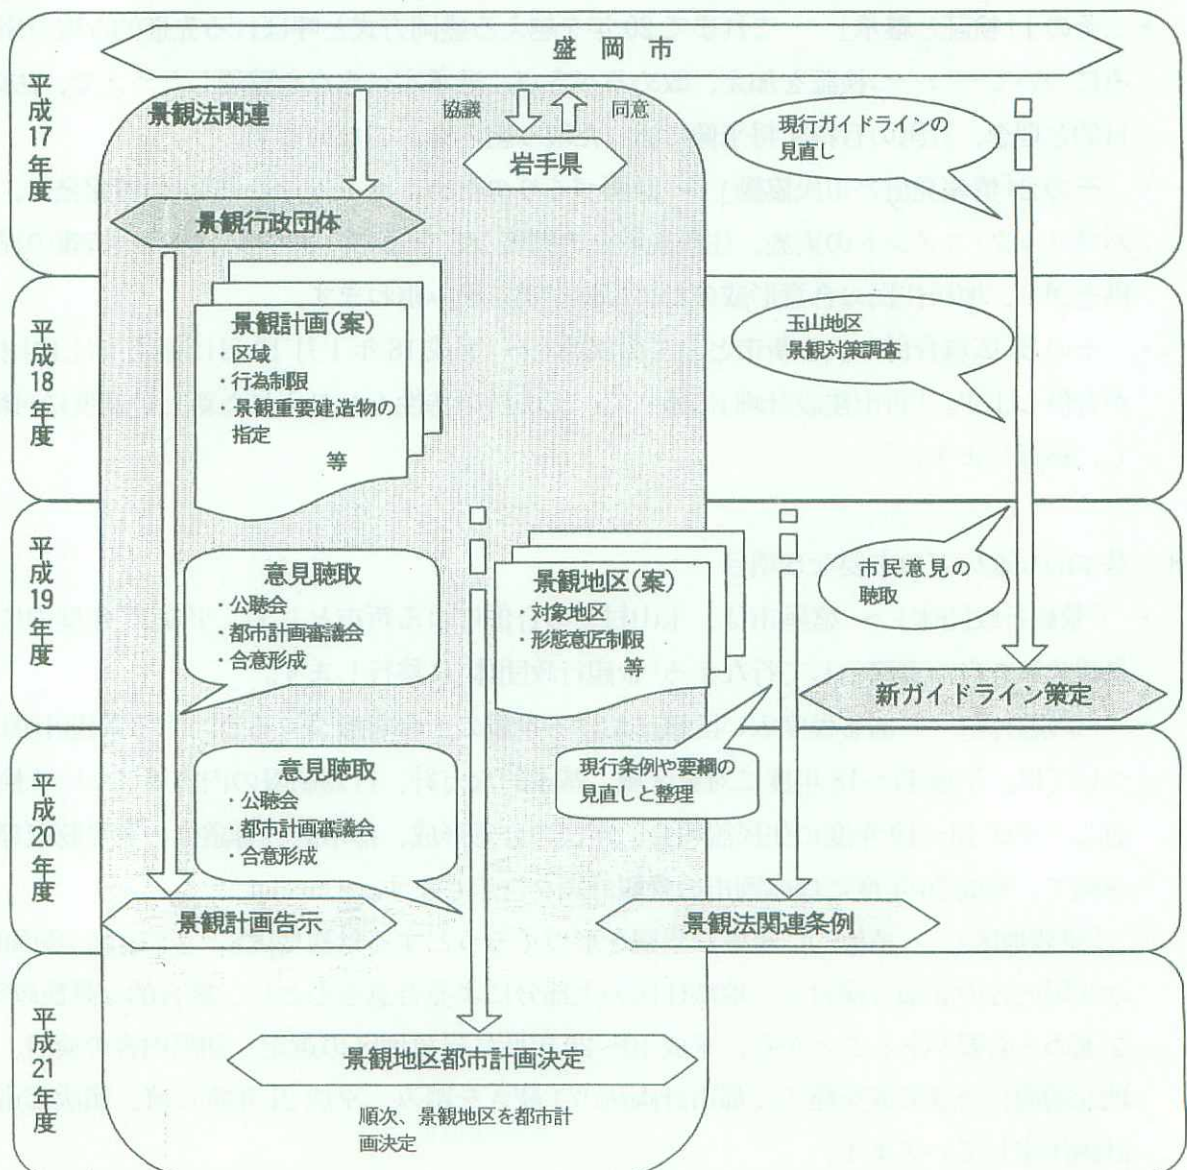 盛岡市
平成17年度
景観法関連
協議
同意
岩手県
現行ガイドラインの
見直し
景観行政団体
平成18年度
景観計画(案)
・区域
・行為制限
・景観重要建造物の
指定
等
玉山地区
景観対策調査
平成19年度
意見聴取
・公聴会
・都市計画審議会
・合意形成
景観地区(案)
・対象地区
・形態意匠制限
等
市民意見の
聴取
新ガイドライン策定
平成20年度
意見聴取
・公聴会
・都市計画審議会
・合意形成
現行条例や要綱の
見直しと整理
景観計画告示
景観法関連条例
平成21年度
景観地区都市計画決定
順次、景観地区を都市計
画決定